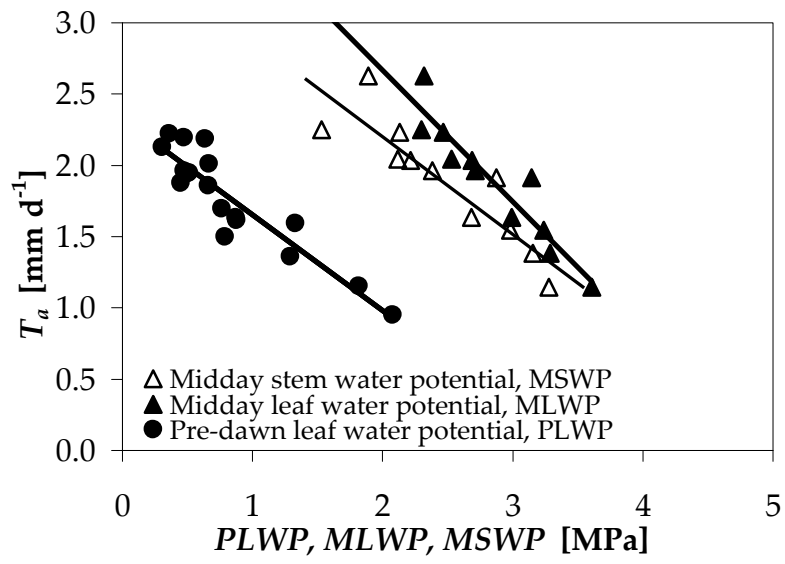 3.0
2.5
2.0
1.5
1.0
0.5
0.0
T_a [mm d^-1]
Midday stem water potential, MSWP
Midday leaf water potential, MLWP
Pre-dawn leaf water potential, PLWP
0 1 2 3 4 5
PLWP, MLWP, MSWP [MPa]